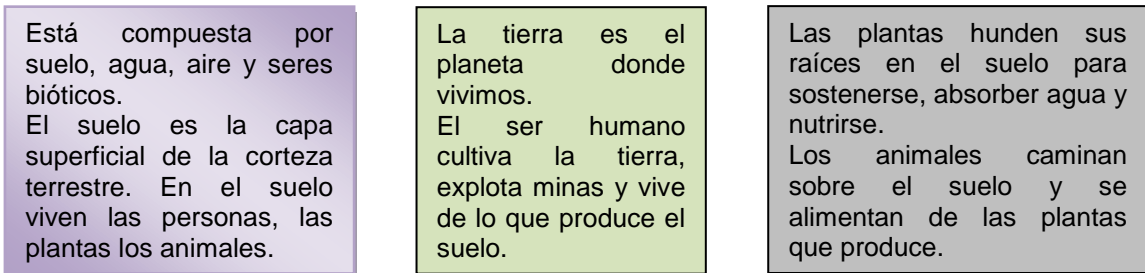 Está compuesta por
suelo, agua, aire y seres
bióticos.
El suelo es la capa
superficial de la corteza
terrestre. En el suelo
viven las personas, las
plantas los animales.
La tierra es el
planeta donde
vivimos.
El ser humano
cultiva la tierra,
explota minas y vive
de lo que produce el
suelo.
Las plantas hunden sus
raíces en el suelo para
sostenerse, absorber agua y
nutrirse.
Los animales caminan
sobre el suelo y se
alimentan de las plantas
que produce.